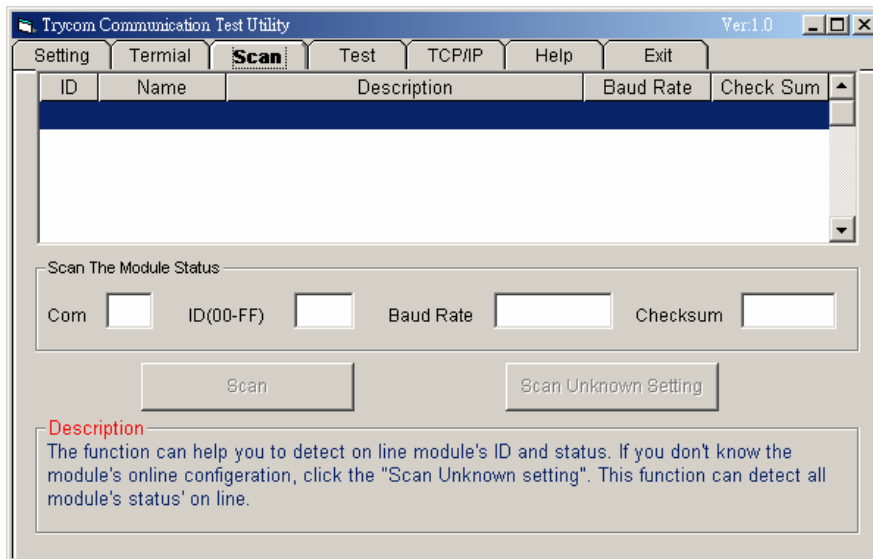 Trycom Communication Test Utility Ver:1.0
Setting Termial Scan Test TCP/IP Help Exit
ID Name Description Baud Rate Check Sum
Scan The Module Status
Com ID(00-FF) Baud Rate Checksum
Scan Scan Unknown Setting
Description
The function can help you to detect on line module's ID and status. If you don't know the
module's online configeration, click the "Scan Unknown setting". This function can detect all
module's status' on line.